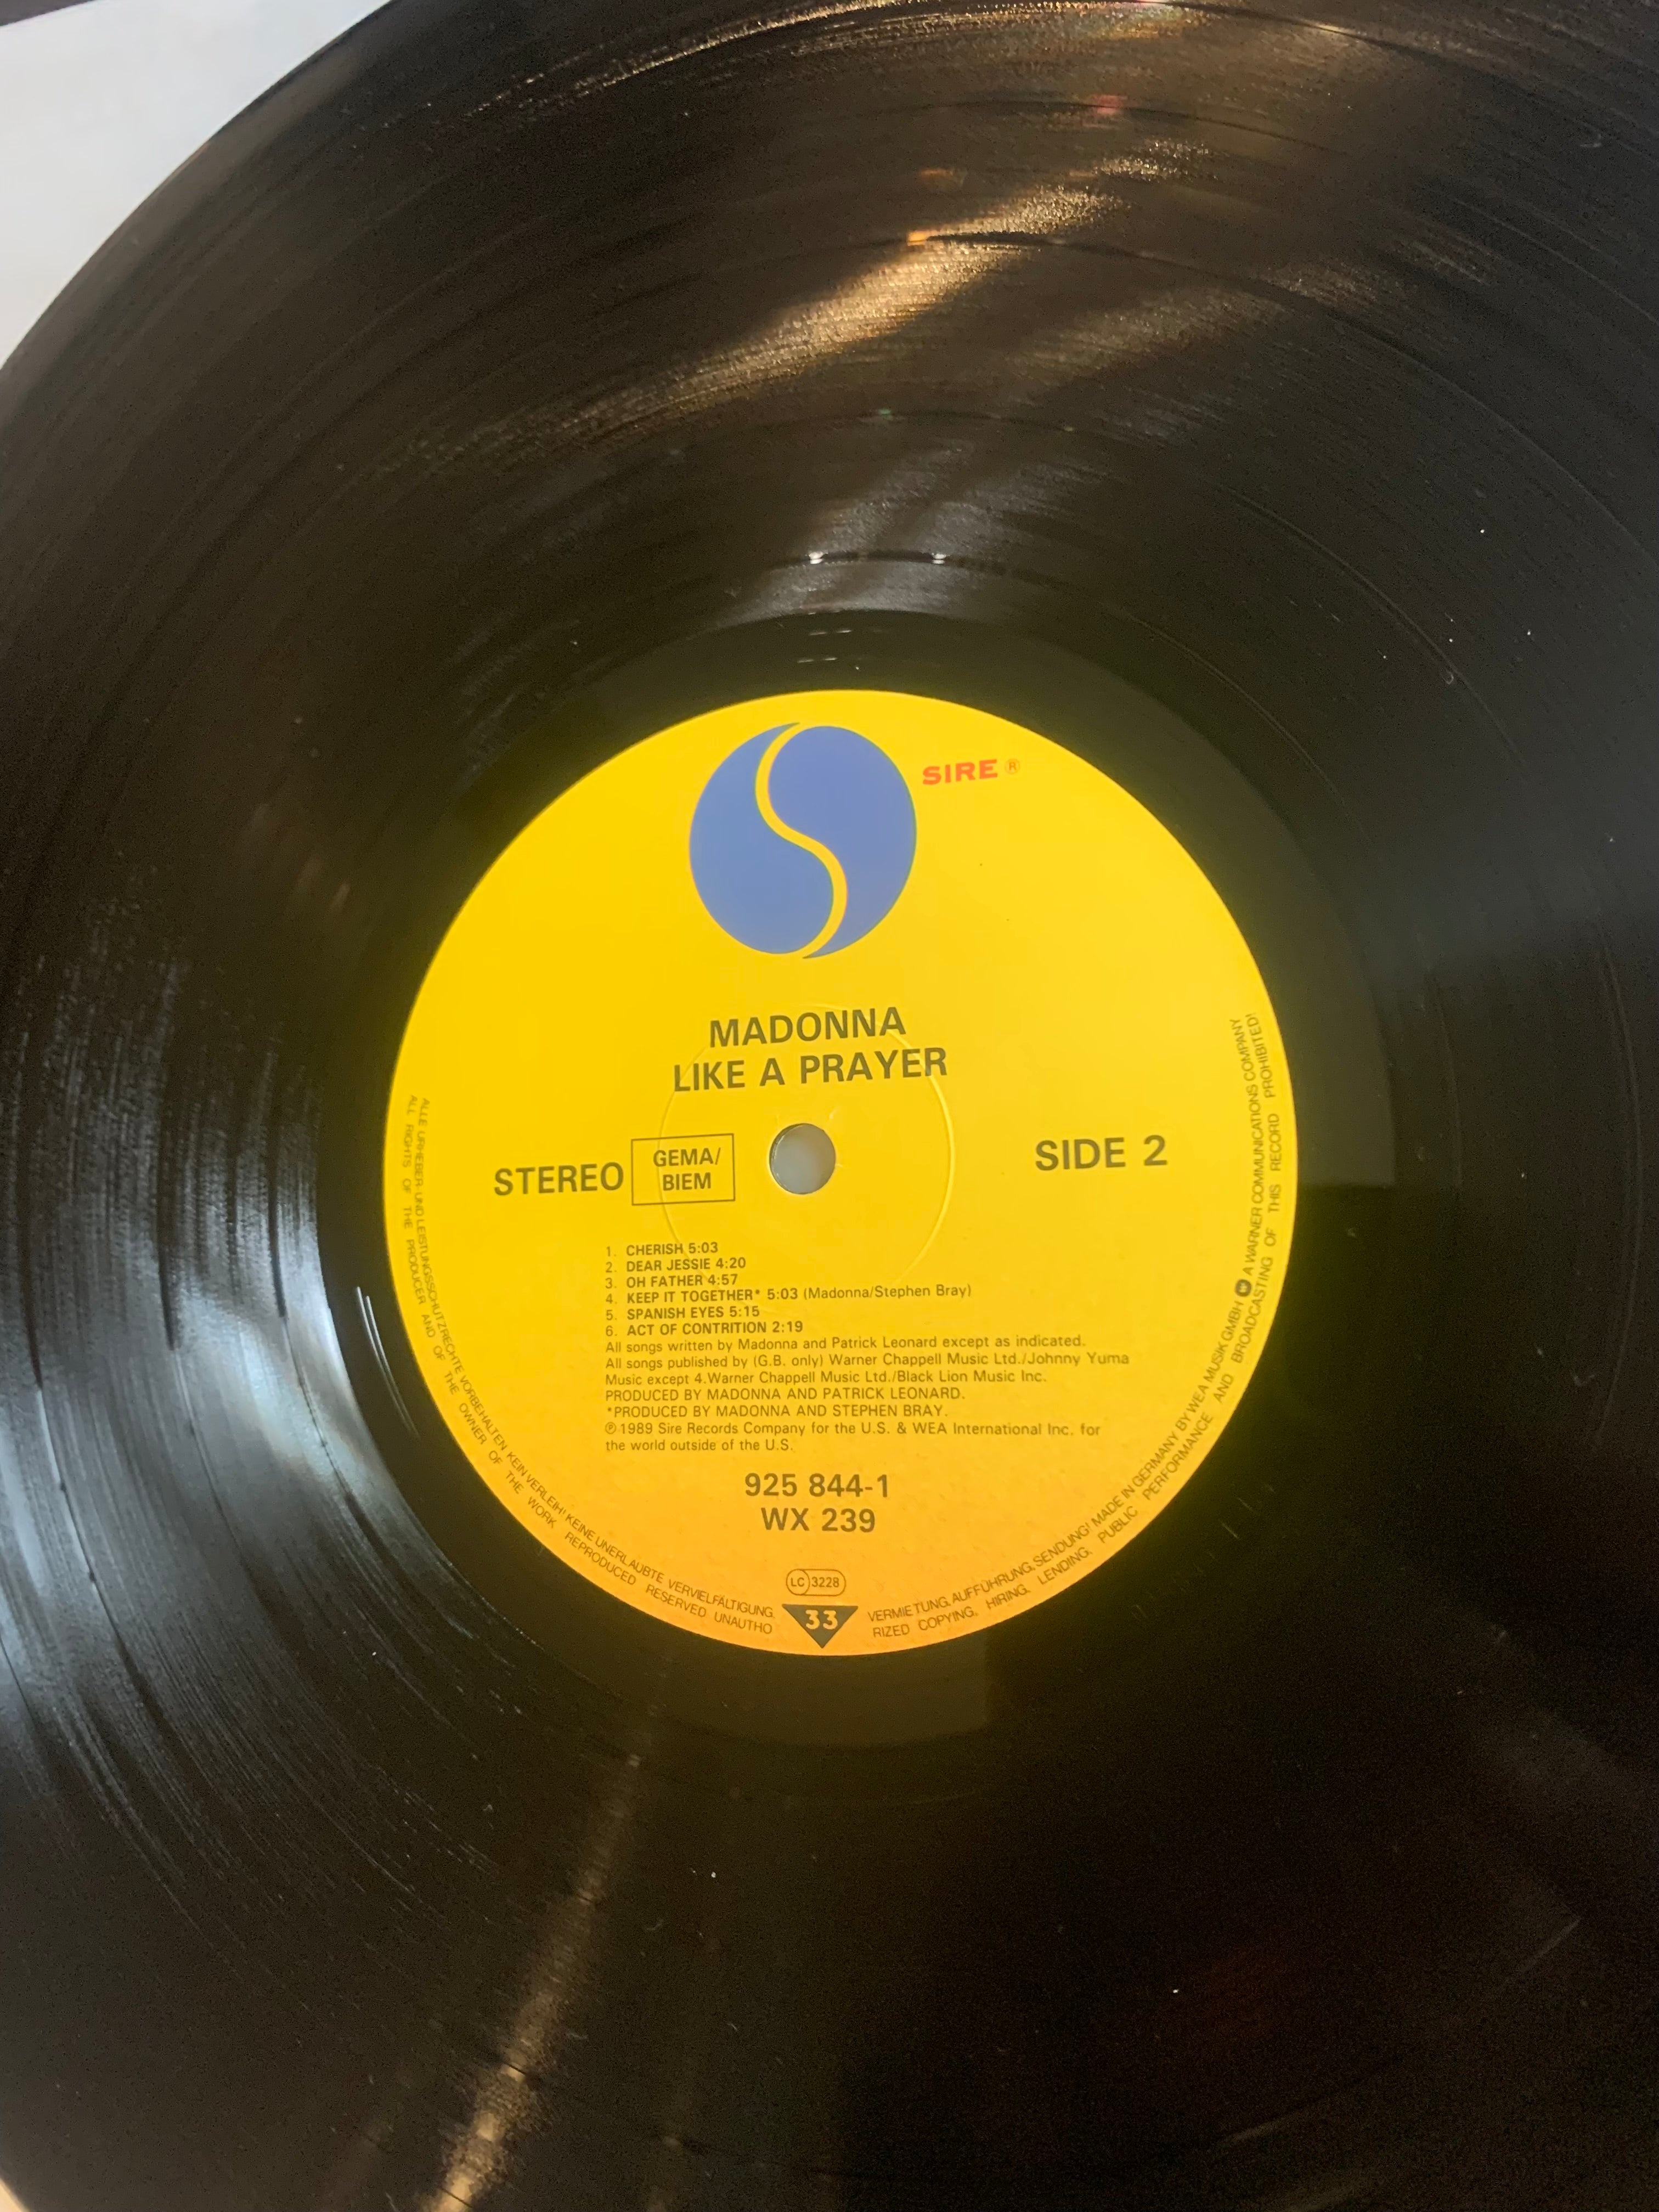 SIRE ®
MADONNA
LIKE A PRAYER
STEREO
GEMA/
BIEM
SIDE 2
1. CHERISH 5:03
2. DEAR JESSIE 4:20
3. OH FATHER 4:57
4. KEEP IT TOGETHER* 5:03 (Madonna/Stephen Bray)
5. SPANISH EYES 5:15
6. ACT OF CONTRITION 2:19
All songs written by Madonna and Patrick Leonard except as indicated.
All songs published by (G.B. only) Warner Chappell Music Ltd./Johnny Yuma
Music except 4.Warner Chappell Music Ltd./Black Lion Music Inc.
PRODUCED BY MADONNA AND PATRICK LEONARD.
*PRODUCED BY MADONNA AND STEPHEN BRAY.
℗ 1989 Sire Records Company for the U.S. & WEA International Inc. for
the world outside of the U.S.
925 844-1
WX 239
LC 3228
33
ALLE URHEBER- UND LEISTUNGSSCHUTZRECHTE VORBEHALTEN. KEIN VERLEIH! KEINE UNERLAUBTE VERVIELFÄLTIGUNG, VERMIETUNG, AUFFÜHRUNG, SENDUNG! MADE IN GERMANY BY WEA MUSIK GMBH A WARNER COMMUNICATIONS COMPANY
ALL RIGHTS OF THE PRODUCER AND OF THE OWNER OF THE WORK REPRODUCED RESERVED. UNAUTHO RIZED COPYING, HIRING, LENDING, PUBLIC PERFORMANCE AND BROADCASTING OF THIS RECORD PROHIBITED!